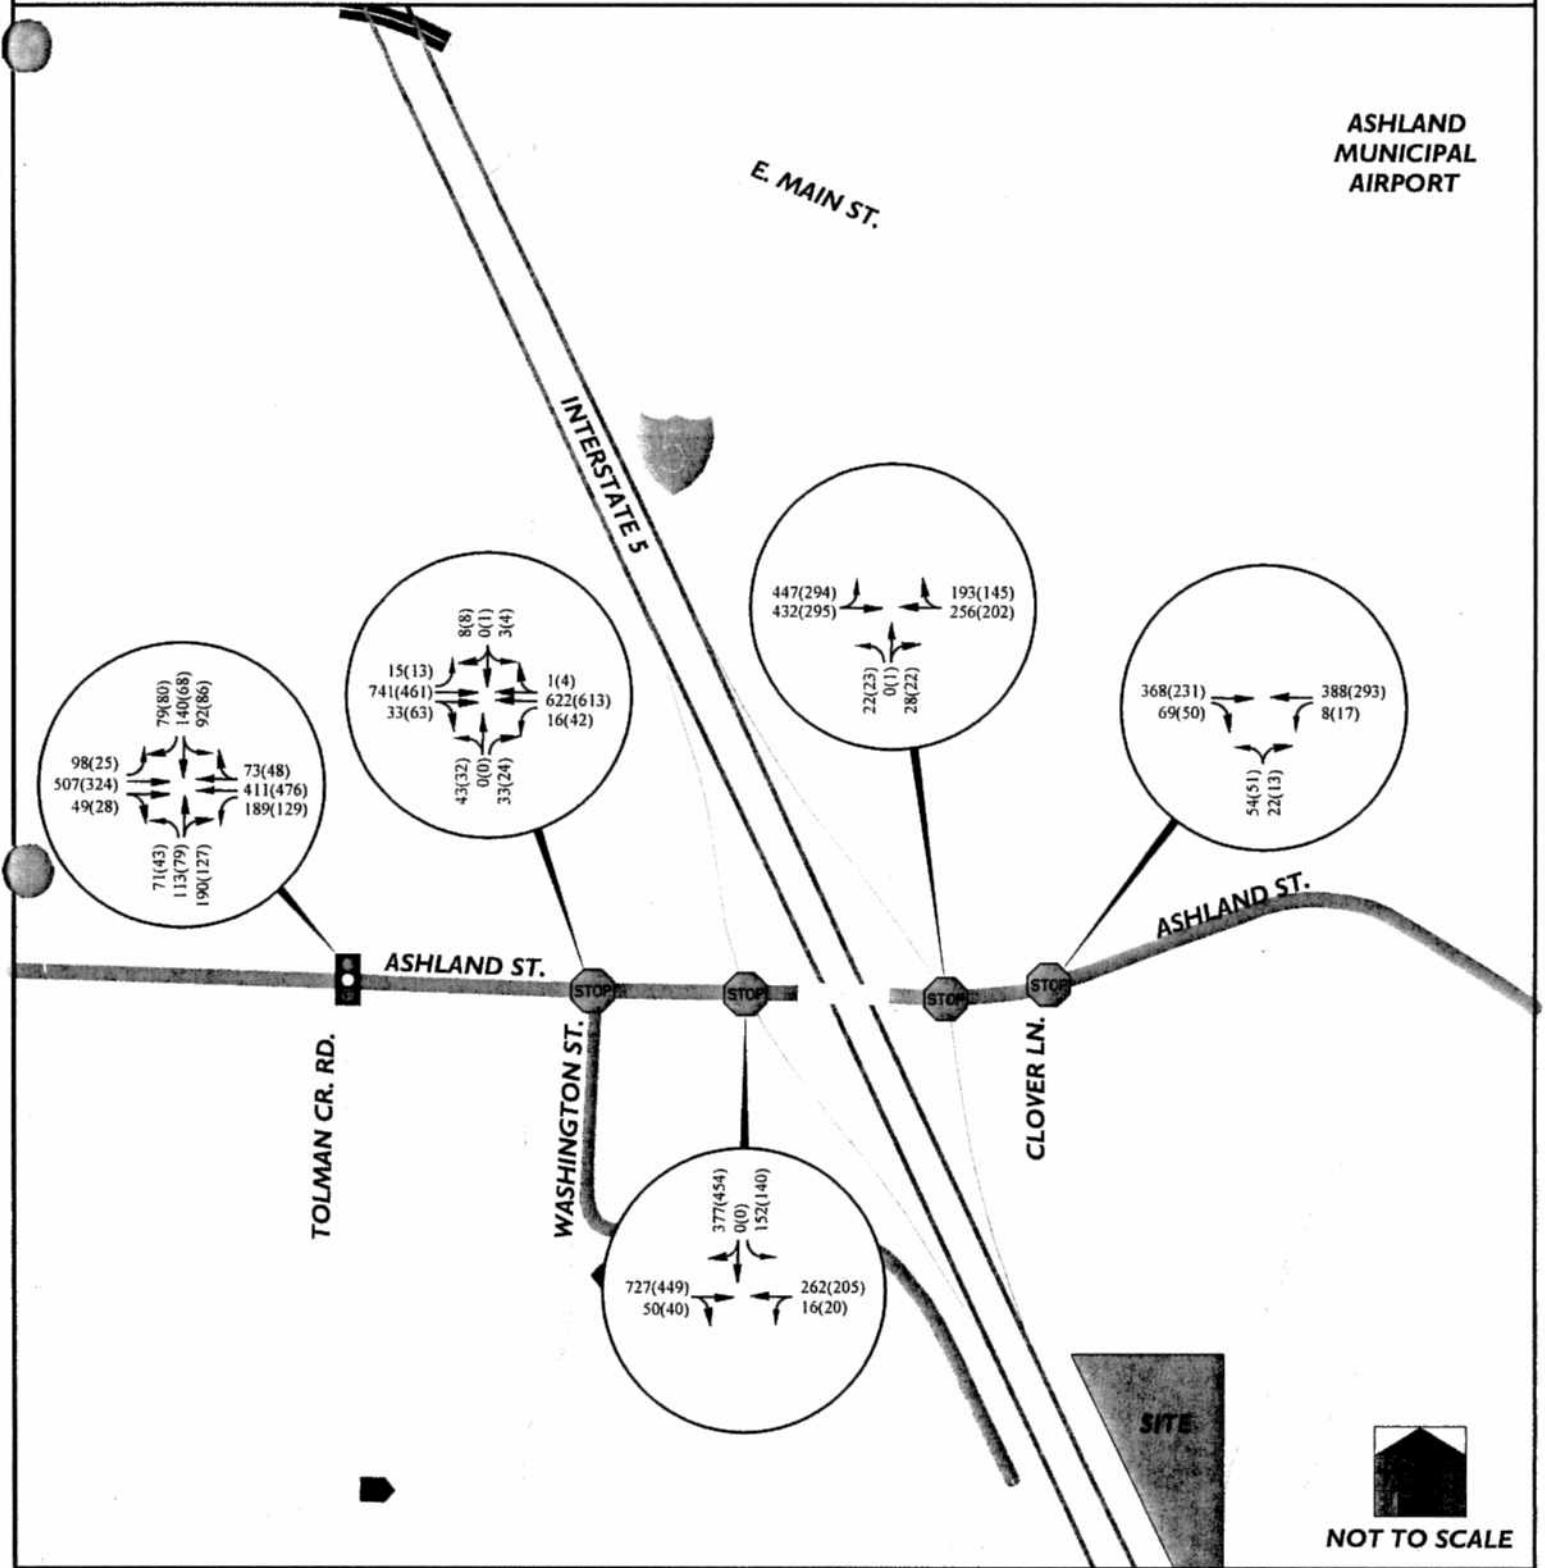 ASHLAND
MUNICIPAL
AIRPORT
E. MAIN ST.
INTERSTATE 5
5
447(294)
432(295)
193(145)
256(202)
22(23)
0(1)
28(22)
8(8)
0(1)
3(4)
15(13)
741(461)
33(63)
1(4)
622(613)
16(42)
43(32)
0(0)
33(24)
368(231)
69(50)
388(293)
8(17)
54(51)
22(13)
79(80)
140(68)
92(86)
98(25)
507(324)
49(28)
73(48)
411(476)
189(129)
71(43)
113(79)
190(127)
ASHLAND ST.
ASHLAND ST.
STOP
STOP
STOP
STOP
TOLMAN CR. RD.
WASHINGTON ST.
CLOVER LN.
377(454)
0(0)
152(140)
727(449)
50(40)
262(205)
16(20)
SITE
NOT TO SCALE